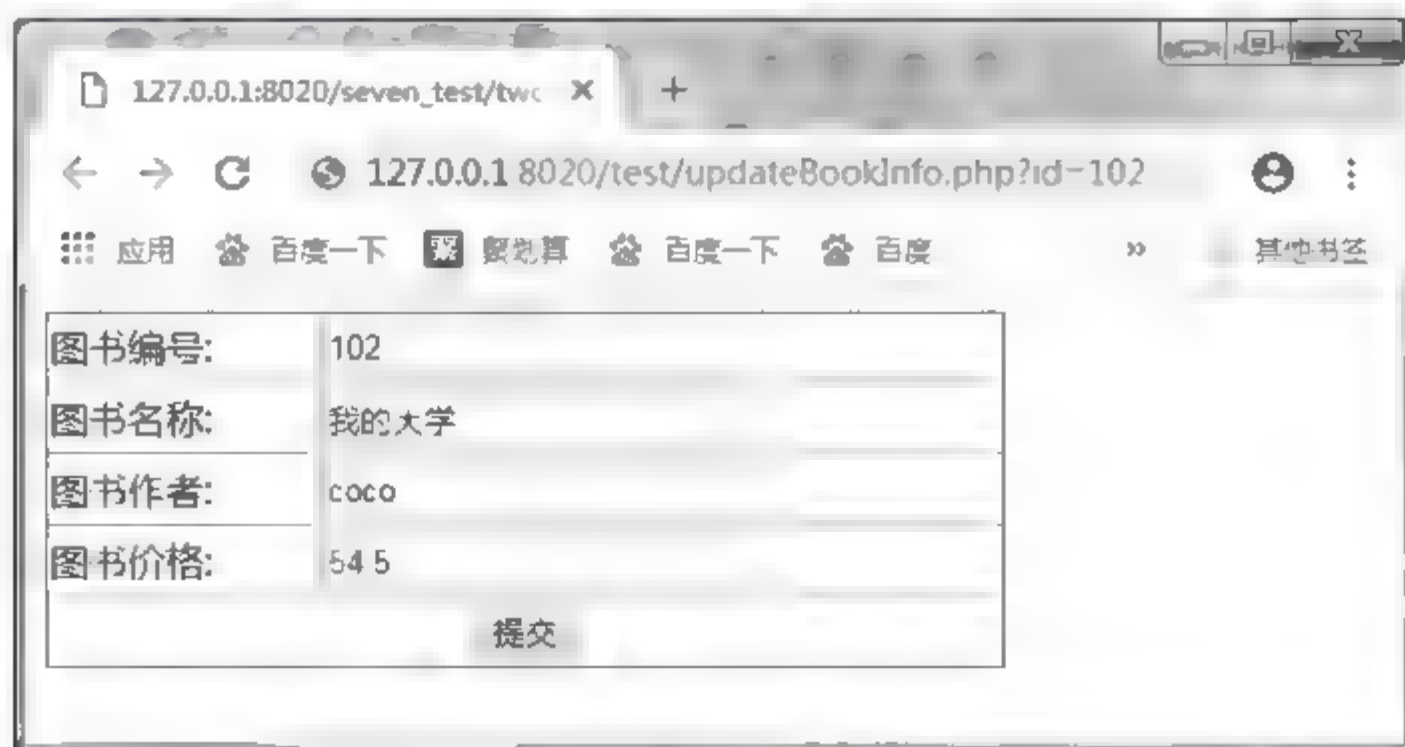 127.0.0.1:8020/seven_test/twc
127.0.0.1:8020/test/updateBookInfo.php?id=102
应用 百度一下 聚划算 百度一下 百度 » 其他书签
图书编号: 102
图书名称: 我的大学
图书作者: coco
图书价格: 54.5
提交